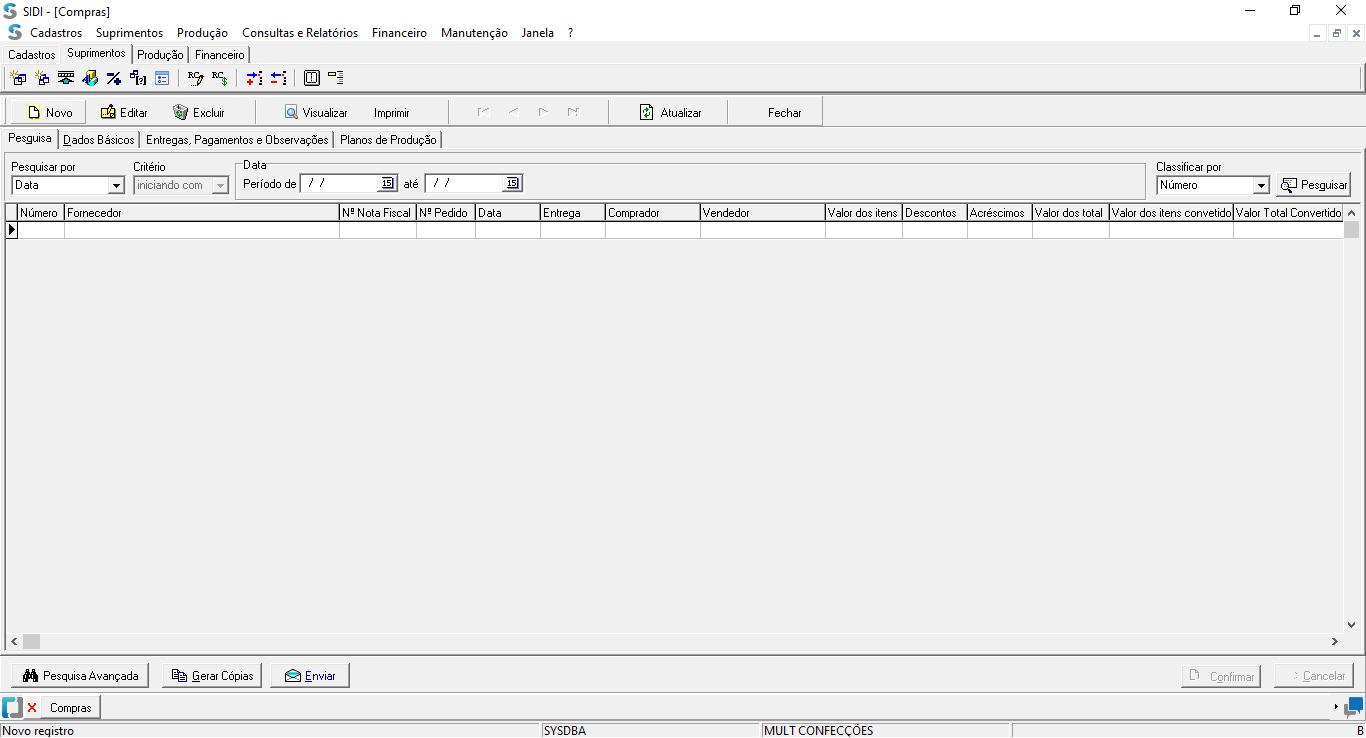 SIDI - [Compras]
Cadastros Suprimentos Produção Consultas e Relatórios Financeiro Manutenção Janela ?
Cadastros Suprimentos Produção Financeiro
Novo Editar Excluir Visualizar Imprimir Atualizar Fechar
Pesquisa Dados Básicos Entregas, Pagamentos e Observações Planos de Produção
Pesquisar por Critério Data Classificar por
Data iniciando com Período de / / 15 até / / 15 Número Pesquisar
Número Fornecedor Nº Nota Fiscal Nº Pedido Data Entrega Comprador Vendedor Valor dos itens Descontos Acréscimos Valor dos total Valor dos itens convetido Valor Total Convertido
Pesquisa Avançada Gerar Cópias Enviar Confirmar Cancelar
Compras
Novo registro SYSDBA MULT CONFECÇÕES B